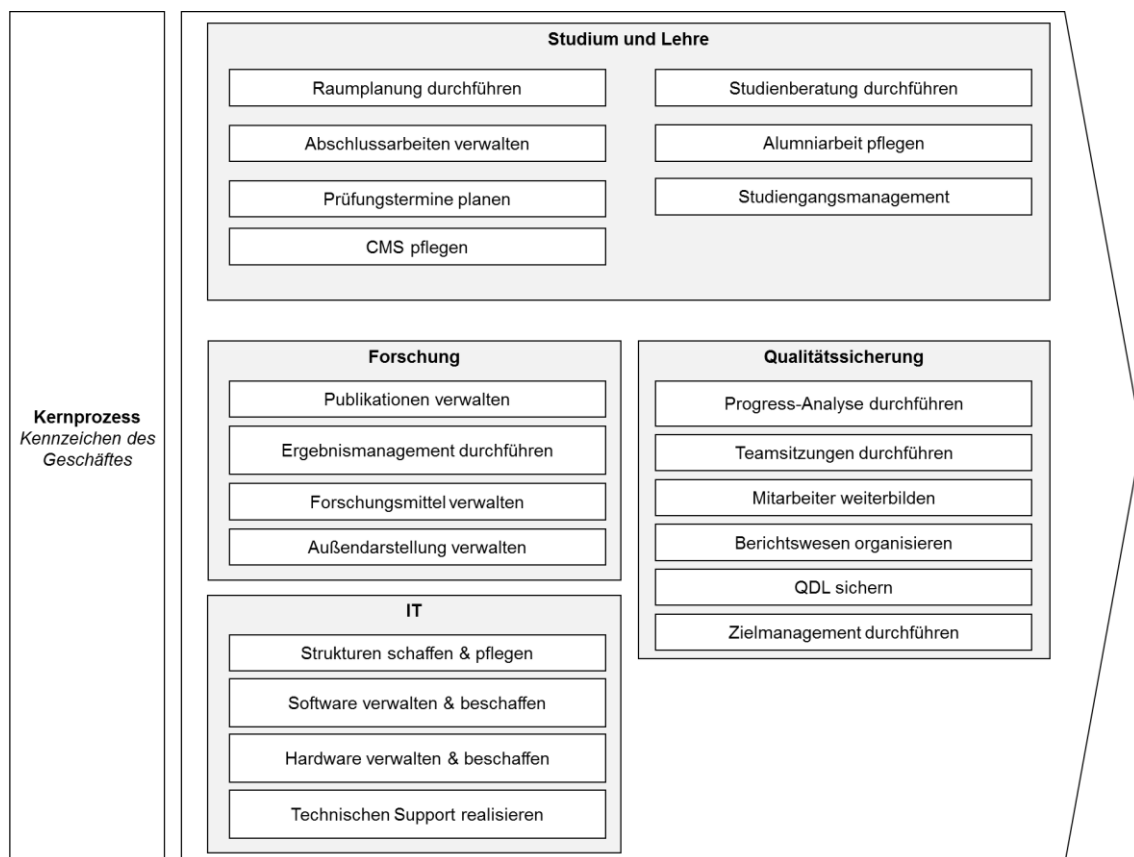 Kernprozess
Kennzeichen des
Geschäftes
Studium und Lehre
Raumplanung durchführen
Abschlussarbeiten verwalten
Prüfungstermine planen
CMS pflegen
Studienberatung durchführen
Alumniarbeit pflegen
Studiengangsmanagement
Forschung
Publikationen verwalten
Ergebnismanagement durchführen
Forschungsmittel verwalten
Außendarstellung verwalten
Qualitätssicherung
Progress-Analyse durchführen
Teamsitzungen durchführen
Mitarbeiter weiterbilden
Berichtswesen organisieren
QDL sichern
Zielmanagement durchführen
IT
Strukturen schaffen & pflegen
Software verwalten & beschaffen
Hardware verwalten & beschaffen
Technischen Support realisieren